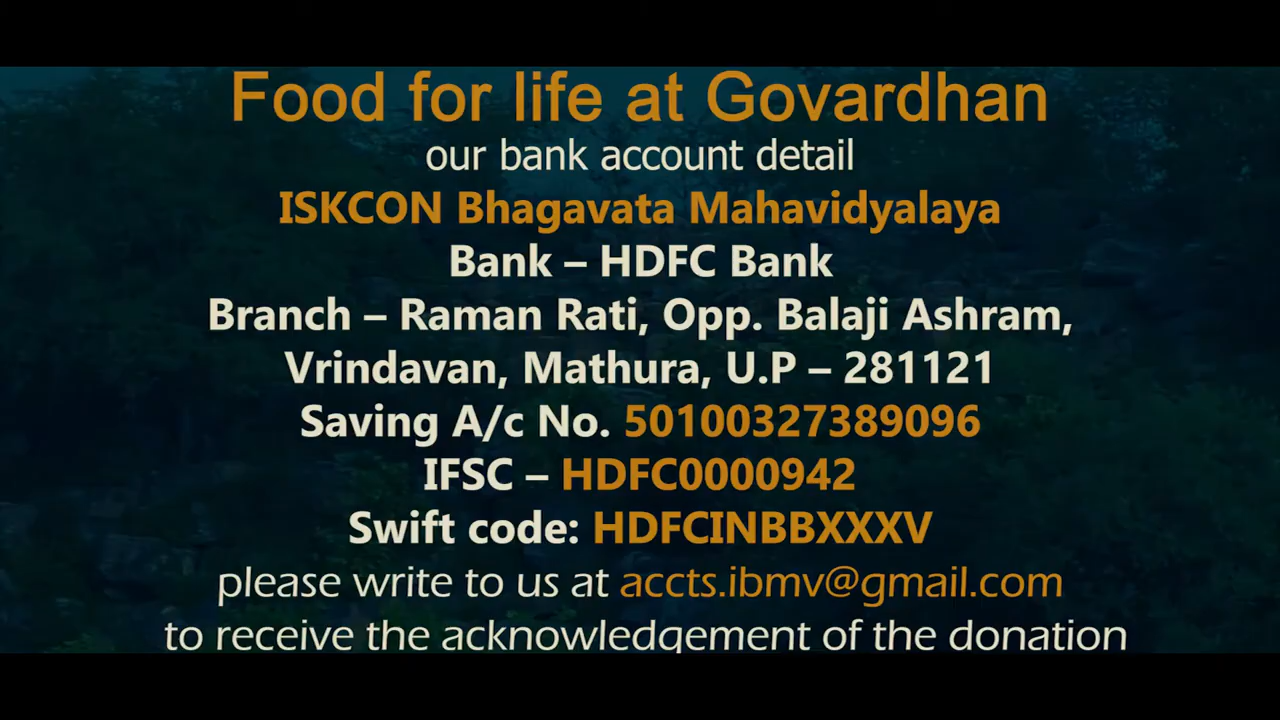 Food for life at Govardhan
our bank account detail
ISKCON Bhagavata Mahavidyalaya
Bank – HDFC Bank
Branch – Raman Rati, Opp. Balaji Ashram,
Vrindavan, Mathura, U.P – 281121
Saving A/c No. 50100327389096
IFSC – HDFC0000942
Swift code: HDFCINBBXXXV
please write to us at accts.ibmv@gmail.com
to receive the acknowledgement of the donation